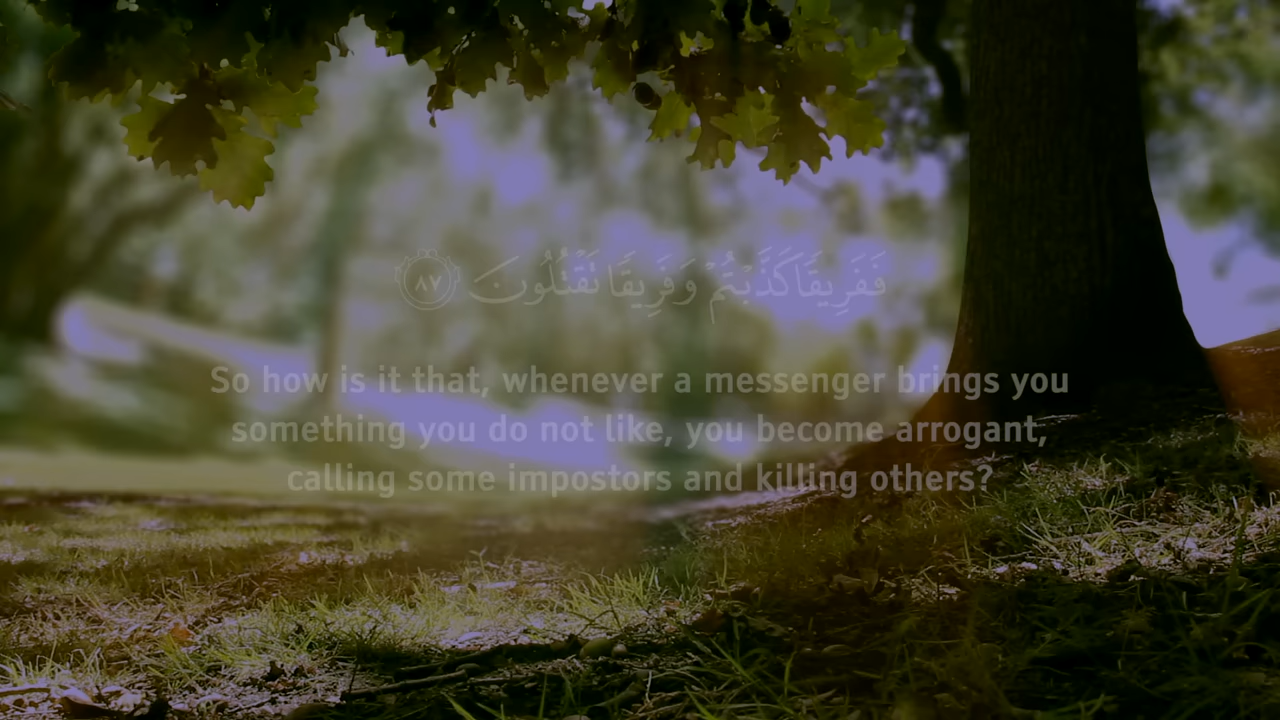 فَفَرِيقًا كَذَّبْتُمْ وَفَرِيقًا تَقْتُلُونَ ٨٧
So how is it that, whenever a messenger brings you
something you do not like, you become arrogant,
calling some impostors and killing others?